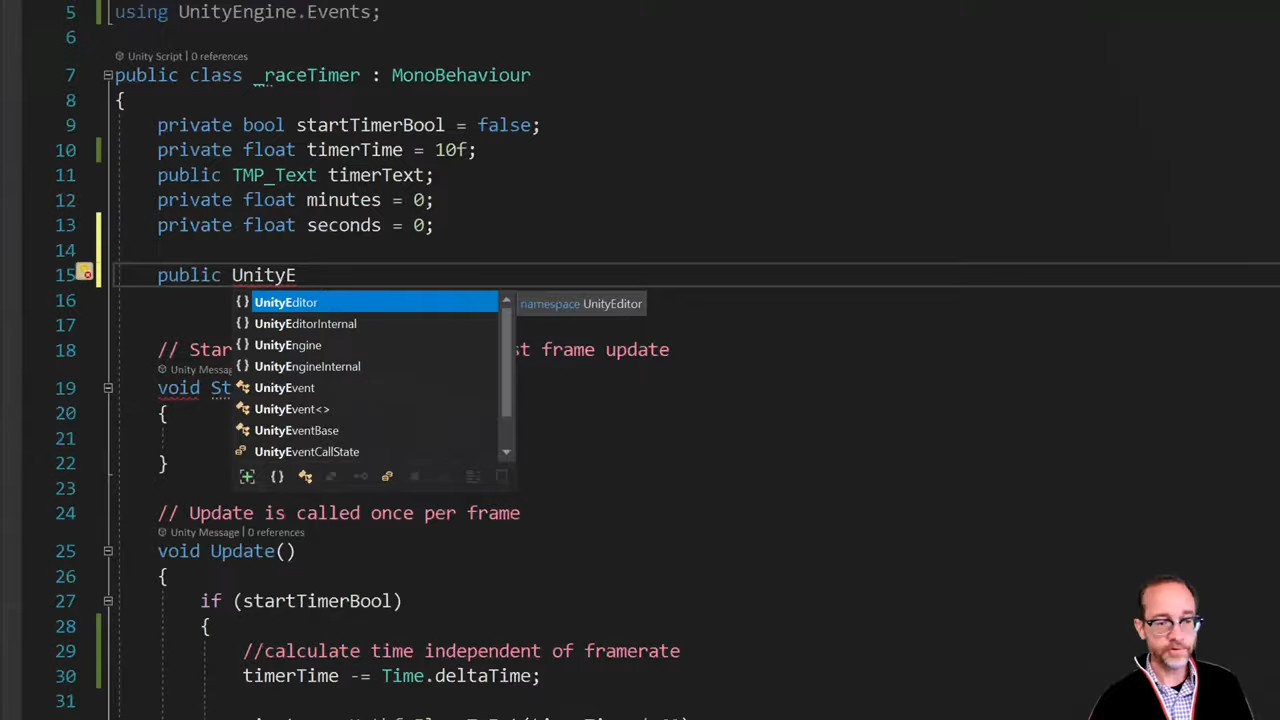 5 using UnityEngine.Events;
6
Unity Script | 0 references
7 public class _raceTimer : MonoBehaviour
8 {
9 private bool startTimerBool = false;
10 private float timerTime = 10f;
11 public TMP_Text timerText;
12 private float minutes = 0;
13 private float seconds = 0;
14
15 public UnityE
16 {} UnityEditor namespace UnityEditor
17 {} UnityEditorInternal
{} UnityEngine
18 // Star st frame update
{} UnityEngineInternal
Unity Messa
19 void St UnityEvent
20 { UnityEvent<>
21 UnityEventBase
UnityEventCallState
22 }
23
24 // Update is called once per frame
Unity Message | 0 references
25 void Update()
26 {
27 if (startTimerBool)
28 {
29 //calculate time independent of framerate
30 timerTime -= Time.deltaTime;
31